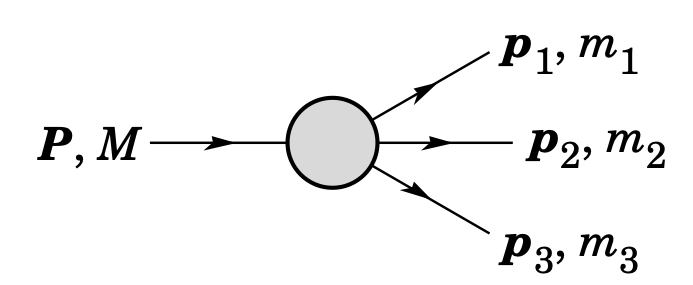 p₁, m₁
P, M
p₂, m₂
p₃, m₃